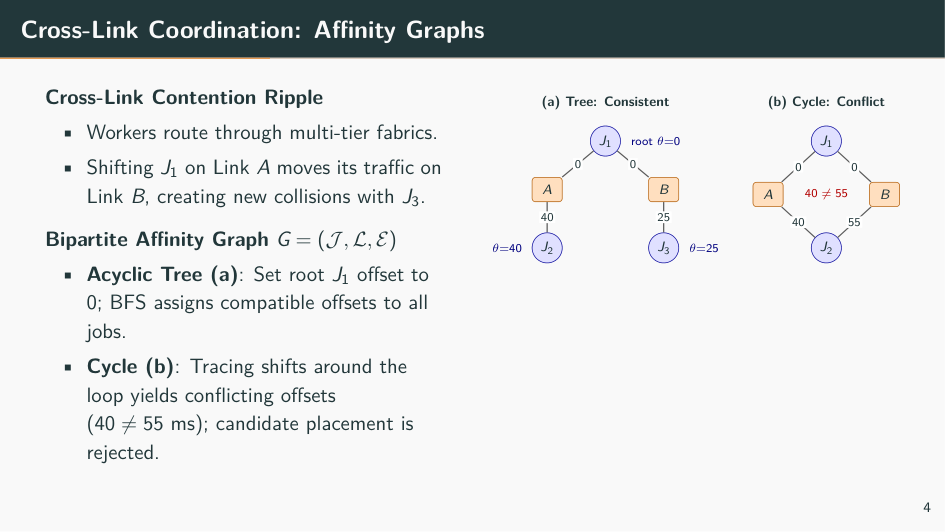 Cross-Link Coordination: Affinity Graphs
Cross-Link Contention Ripple
▪ Workers route through multi-tier fabrics.
▪ Shifting J₁ on Link A moves its traffic on
Link B, creating new collisions with J₃.
Bipartite Affinity Graph G = (𝒥, ℒ, ℰ)
▪ Acyclic Tree (a): Set root J₁ offset to
0; BFS assigns compatible offsets to all
jobs.
▪ Cycle (b): Tracing shifts around the
loop yields conflicting offsets
(40 ≠ 55 ms); candidate placement is
rejected.
(a) Tree: Consistent
J₁ root θ=0
0 0
A B
40 25
θ=40 J₂ J₃ θ=25
(b) Cycle: Conflict
J₁
0 0
A 40 ≠ 55 B
40 55
J₂
4